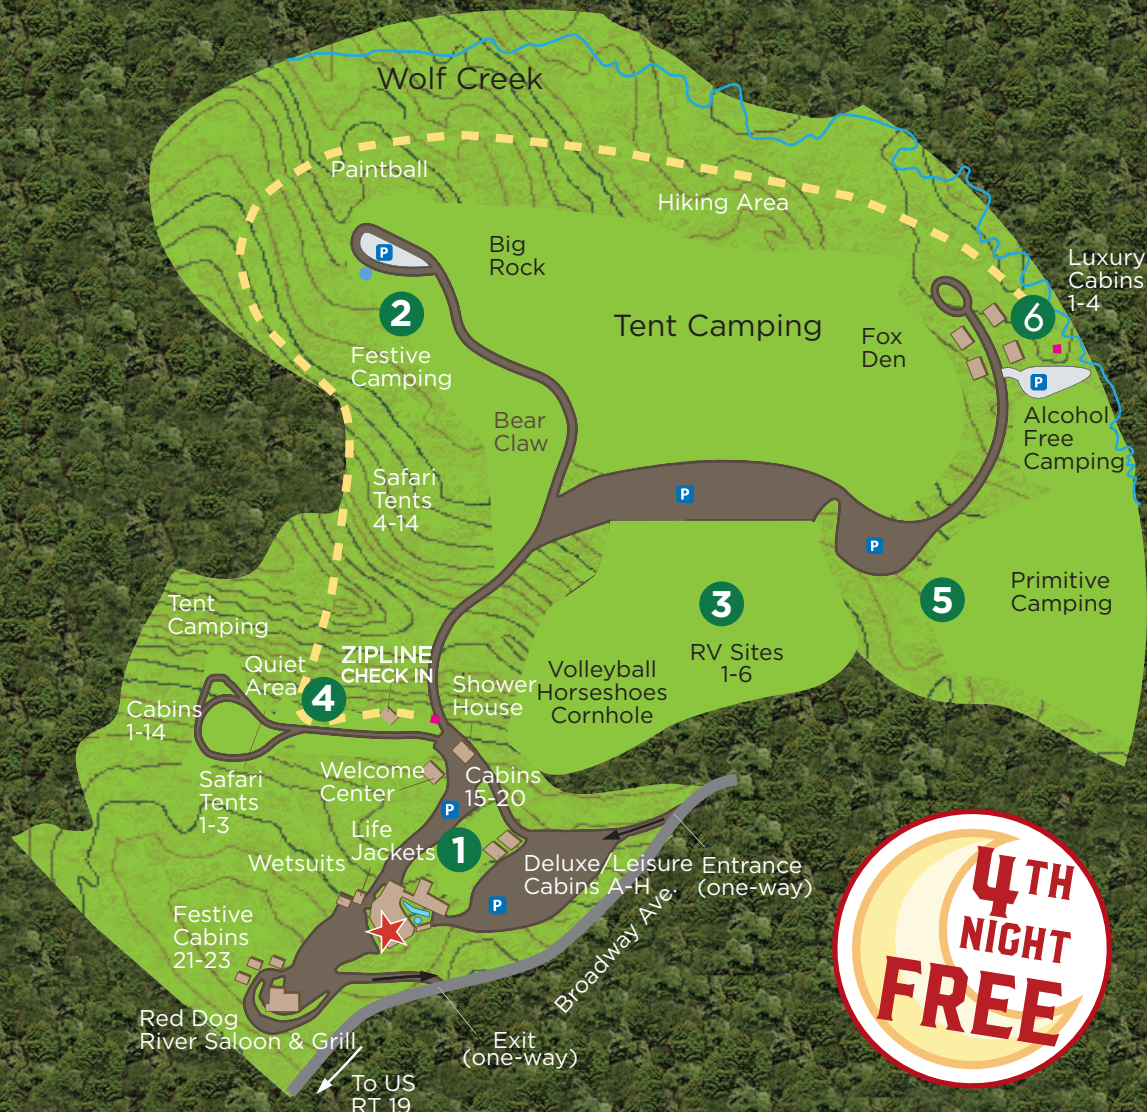 Wolf Creek
Paintball
Hiking Area
P
Big
Rock
Luxury
Cabins
1-4
2
6
Tent Camping
Fox
Den
Festive
Camping
P
Bear
Claw
Alcohol
Free
Camping
Safari
Tents
4-14
P
P
Tent
Camping
3
5
Primitive
Camping
RV Sites
1-6
Volleyball
Horseshoes
Cornhole
ZIPLINE
CHECK IN
Quiet
Area
4
Shower
House
Cabins
1-14
Safari
Tents
1-3
Welcome
Center
Cabins
15-20
P
Life
Jackets
1
Wetsuits
Deluxe/Leisure
Cabins A-H
Entrance
(one-way)
P
Broadway Ave.
Festive
Cabins
21-23
Red Dog
River Saloon & Grill
Exit
(one-way)
To US
RT 19
4TH
NIGHT
FREE